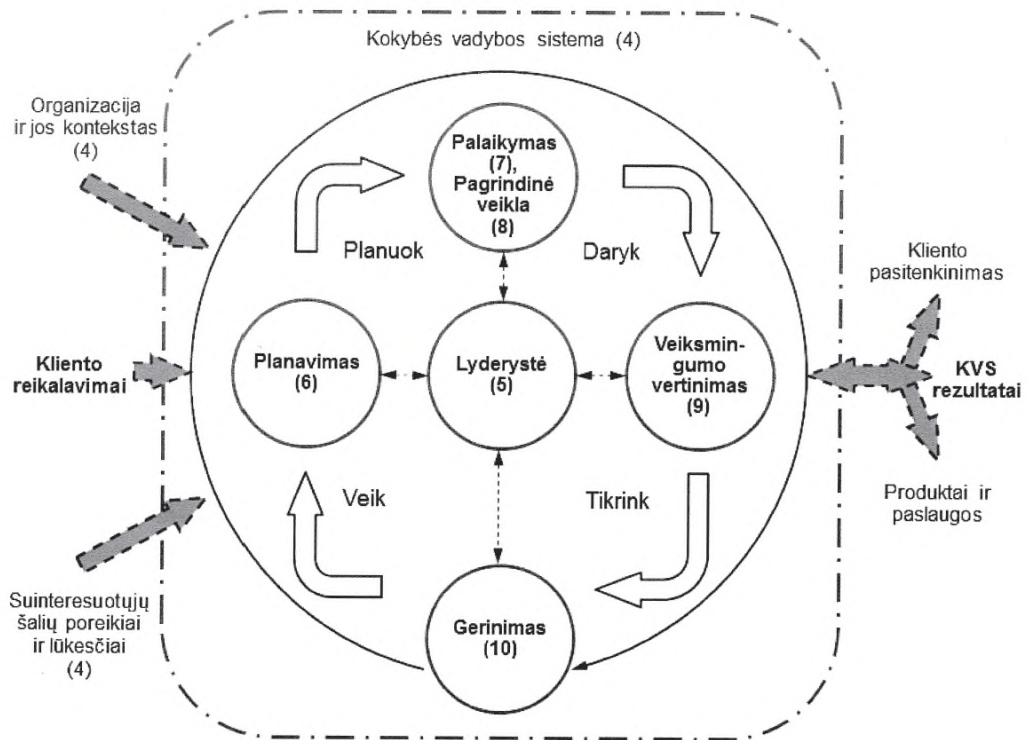 Kokybės vadybos sistema (4)
Organizacija
ir jos kontekstas
(4)
Palaikymas
(7),
Pagrindinė
veikla
(8)
Planuok
Daryk
Kliento
pasitenkinimas
Kliento
reikalavimai
Planavimas
(6)
Lyderystė
(5)
Veiksmin-
gumo
vertinimas
(9)
KVS
rezultatai
Veik
Tikrink
Produktai ir
paslaugos
Suinteresuotųjų
šalių poreikiai
ir lūkesčiai
(4)
Gerinimas
(10)